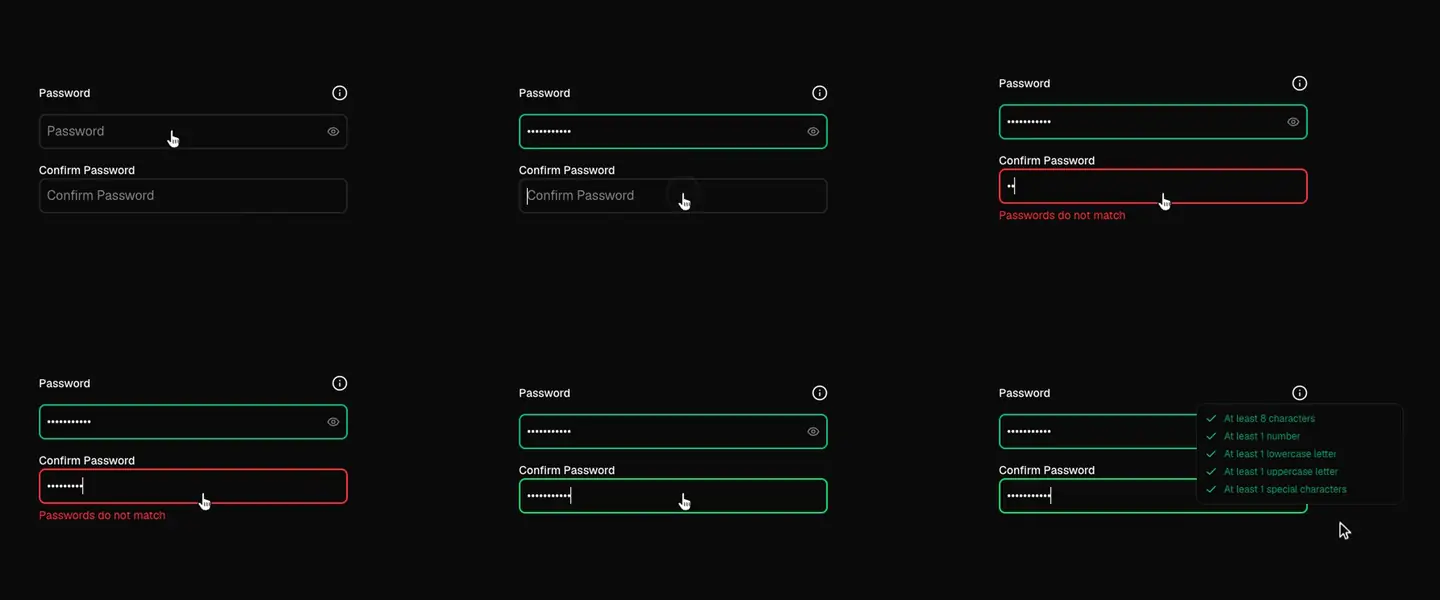 Password
Password
Confirm Password
Confirm Password
Password
•••••••••••
Confirm Password
Confirm Password
Password
•••••••••••
Confirm Password
••
Passwords do not match
Password
•••••••••••
Confirm Password
•••••••••
Passwords do not match
Password
•••••••••••
Confirm Password
•••••••••••
Password
•••••••••••
Confirm Password
•••••••••••
At least 8 characters
At least 1 number
At least 1 lowercase letter
At least 1 uppercase letter
At least 1 special characters